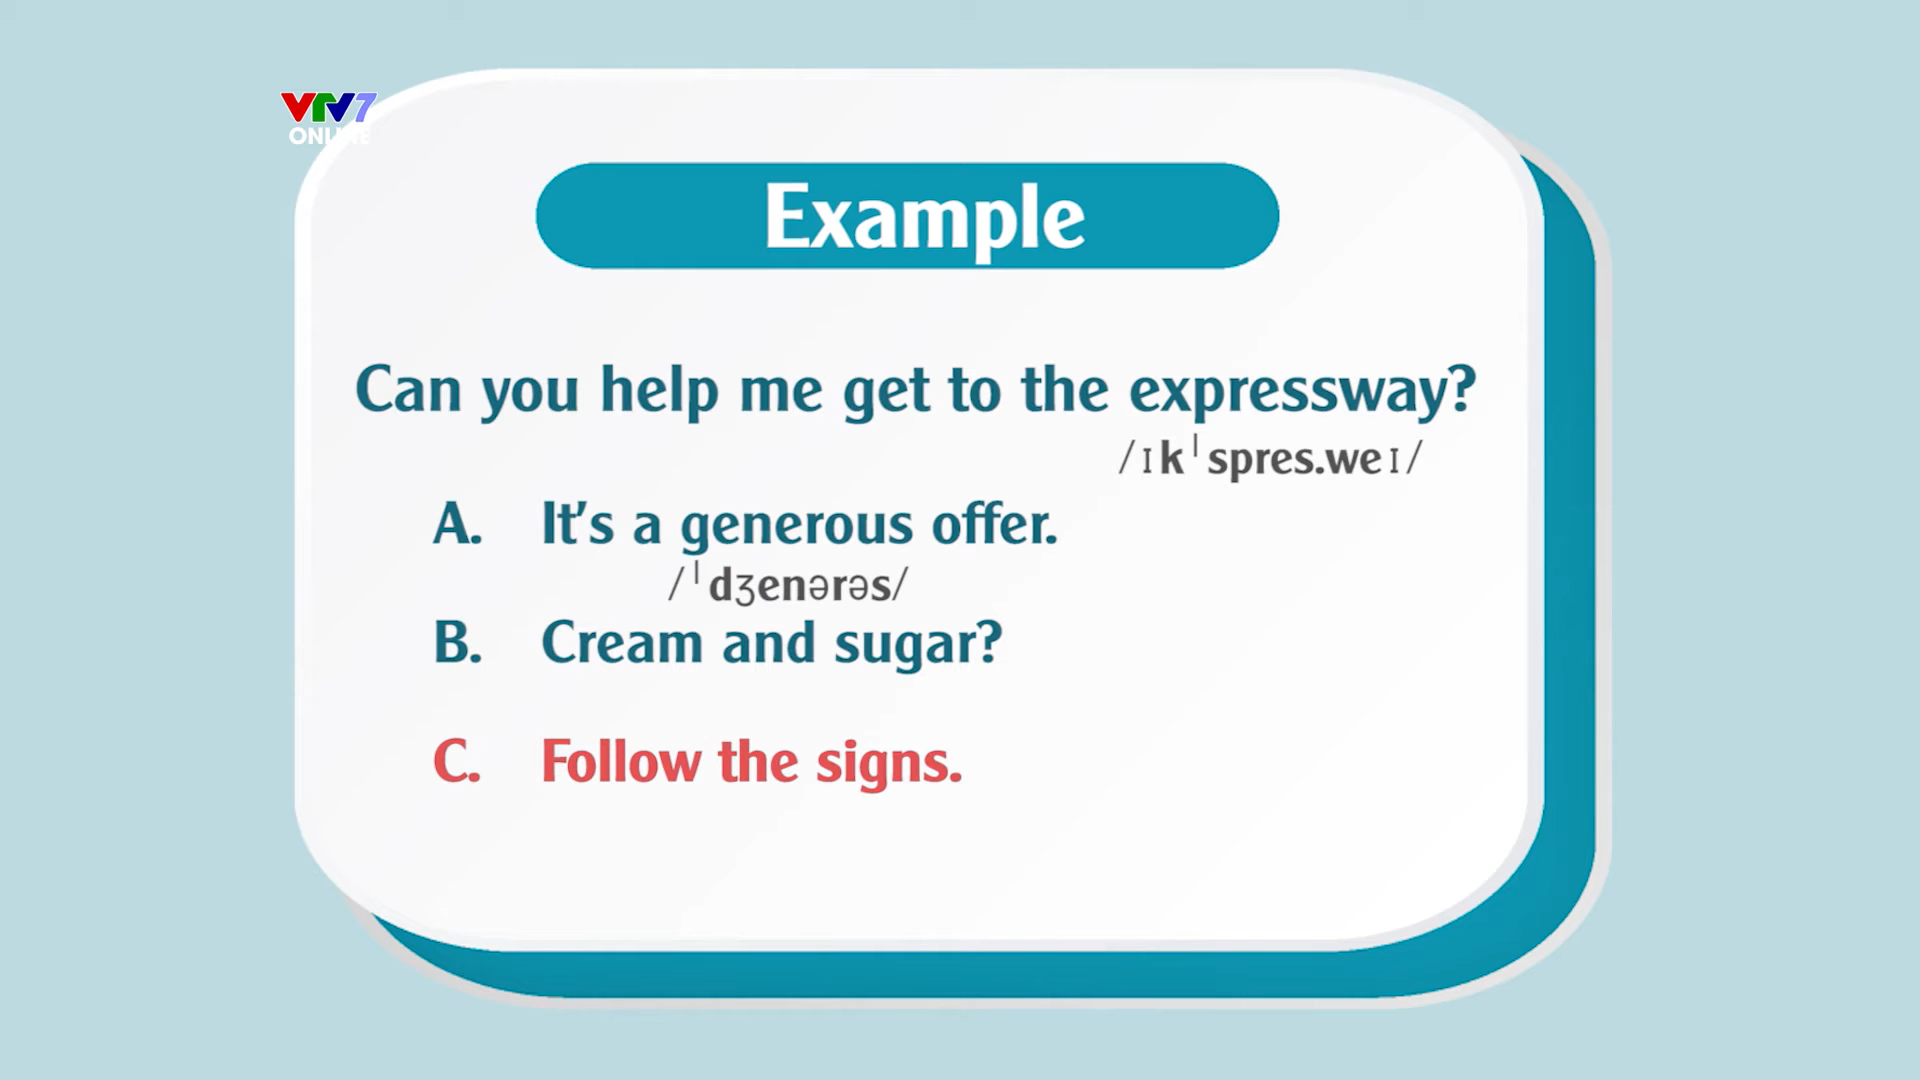 VTV7
ONLINE
Example
Can you help me get to the expressway?
/ɪkˈspres.weɪ/
A. It's a generous offer.
/ˈdʒenərəs/
B. Cream and sugar?
C. Follow the signs.